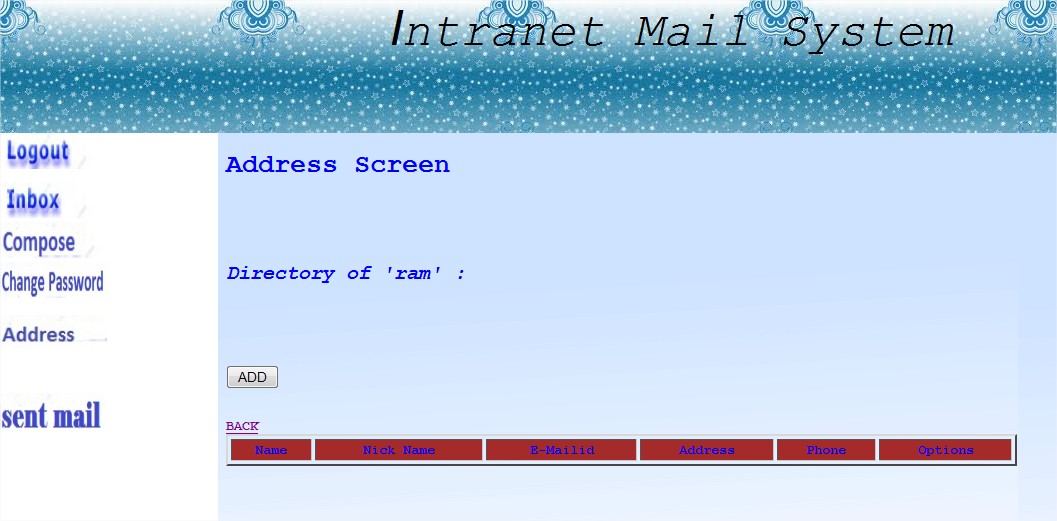 Intranet Mail System
Logout
Inbox
Compose
Change Password
Address
sent mail
Address Screen
Directory of 'ram' :
ADD
BACK
Name Nick Name E-Mailid Address Phone Options